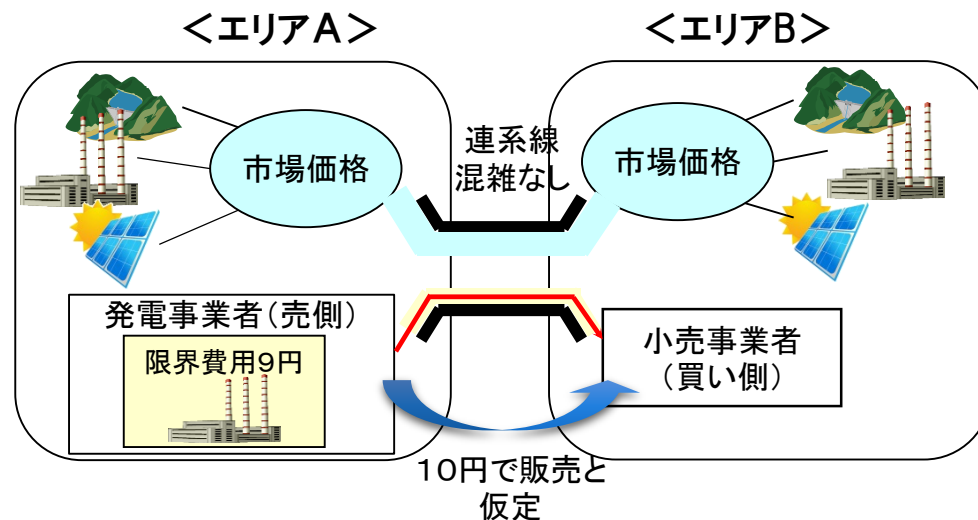 ＜エリアA＞
＜エリアB＞
市場価格
連系線
混雑なし
市場価格
発電事業者（売側）
限界費用９円
小売事業者
（買い側）
１０円で販売と
仮定